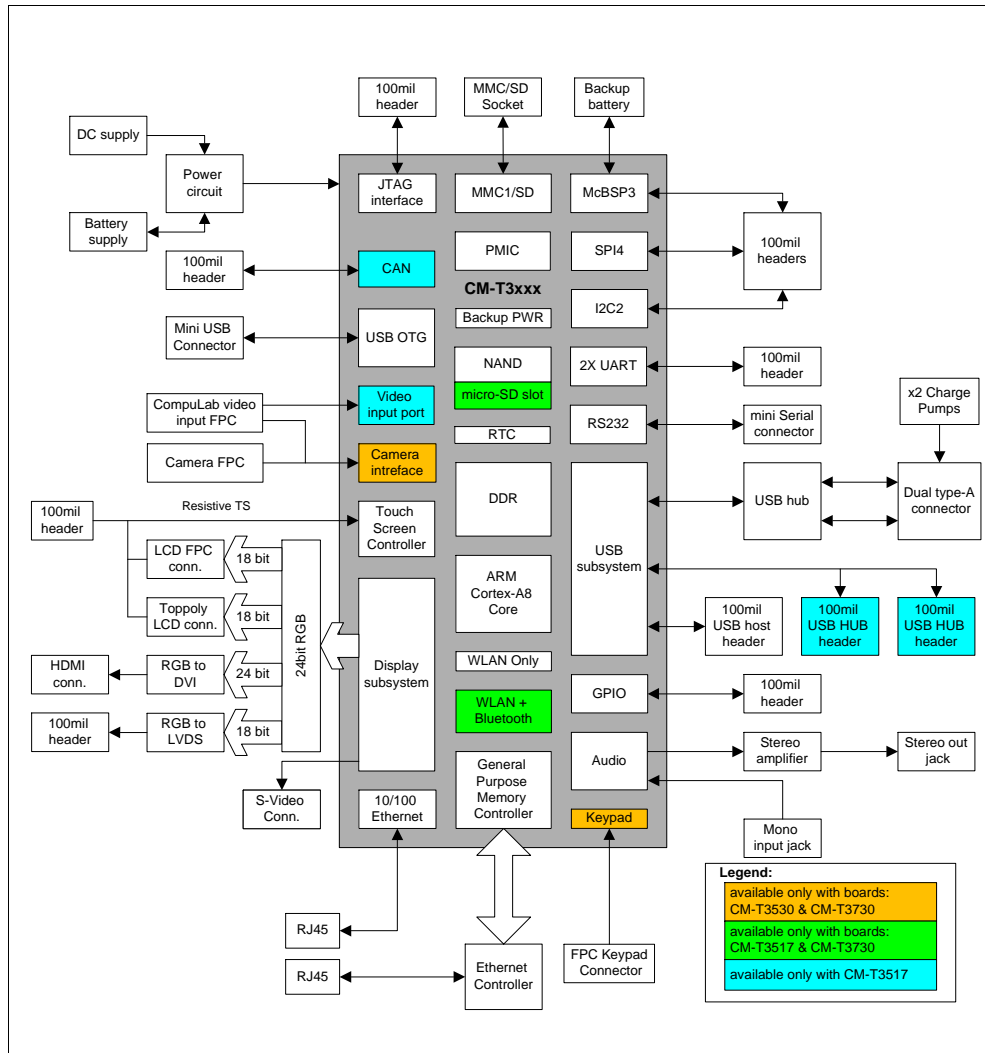 100mil
header
MMC/SD
Socket
Backup
battery
DC supply
Power
circuit
Battery
supply
JTAG
interface
MMC1/SD
McBSP3
100mil
header
CAN
PMIC
SPI4
100mil
headers
CM-T3xxx
Backup PWR
I2C2
Mini USB
Connector
USB OTG
NAND
micro-SD slot
2X UART
100mil
header
CompuLab video
input FPC
Video
input port
RTC
RS232
mini Serial
connector
x2 Charge
Pumps
Camera FPC
Camera
intreface
DDR
USB
subsystem
USB hub
Dual type-A
connector
100mil
header
Resistive TS
Touch
Screen
Controller
LCD FPC
conn.
18 bit
Toppoly
LCD conn.
18 bit
24bit RGB
ARM
Cortex-A8
Core
100mil
USB host
header
100mil
USB HUB
header
100mil
USB HUB
header
HDMI
conn.
RGB to
DVI
24 bit
Display
subsystem
WLAN Only
100mil
header
RGB to
LVDS
18 bit
WLAN +
Bluetooth
GPIO
100mil
header
S-Video
Conn.
General
Purpose
Memory
Controller
Audio
Stereo
amplifier
Stereo out
jack
10/100
Ethernet
Keypad
Mono
input jack
RJ45
RJ45
Ethernet
Controller
FPC Keypad
Connector
Legend:
available only with boards:
CM-T3530 & CM-T3730
available only with boards:
CM-T3517 & CM-T3730
available only with CM-T3517